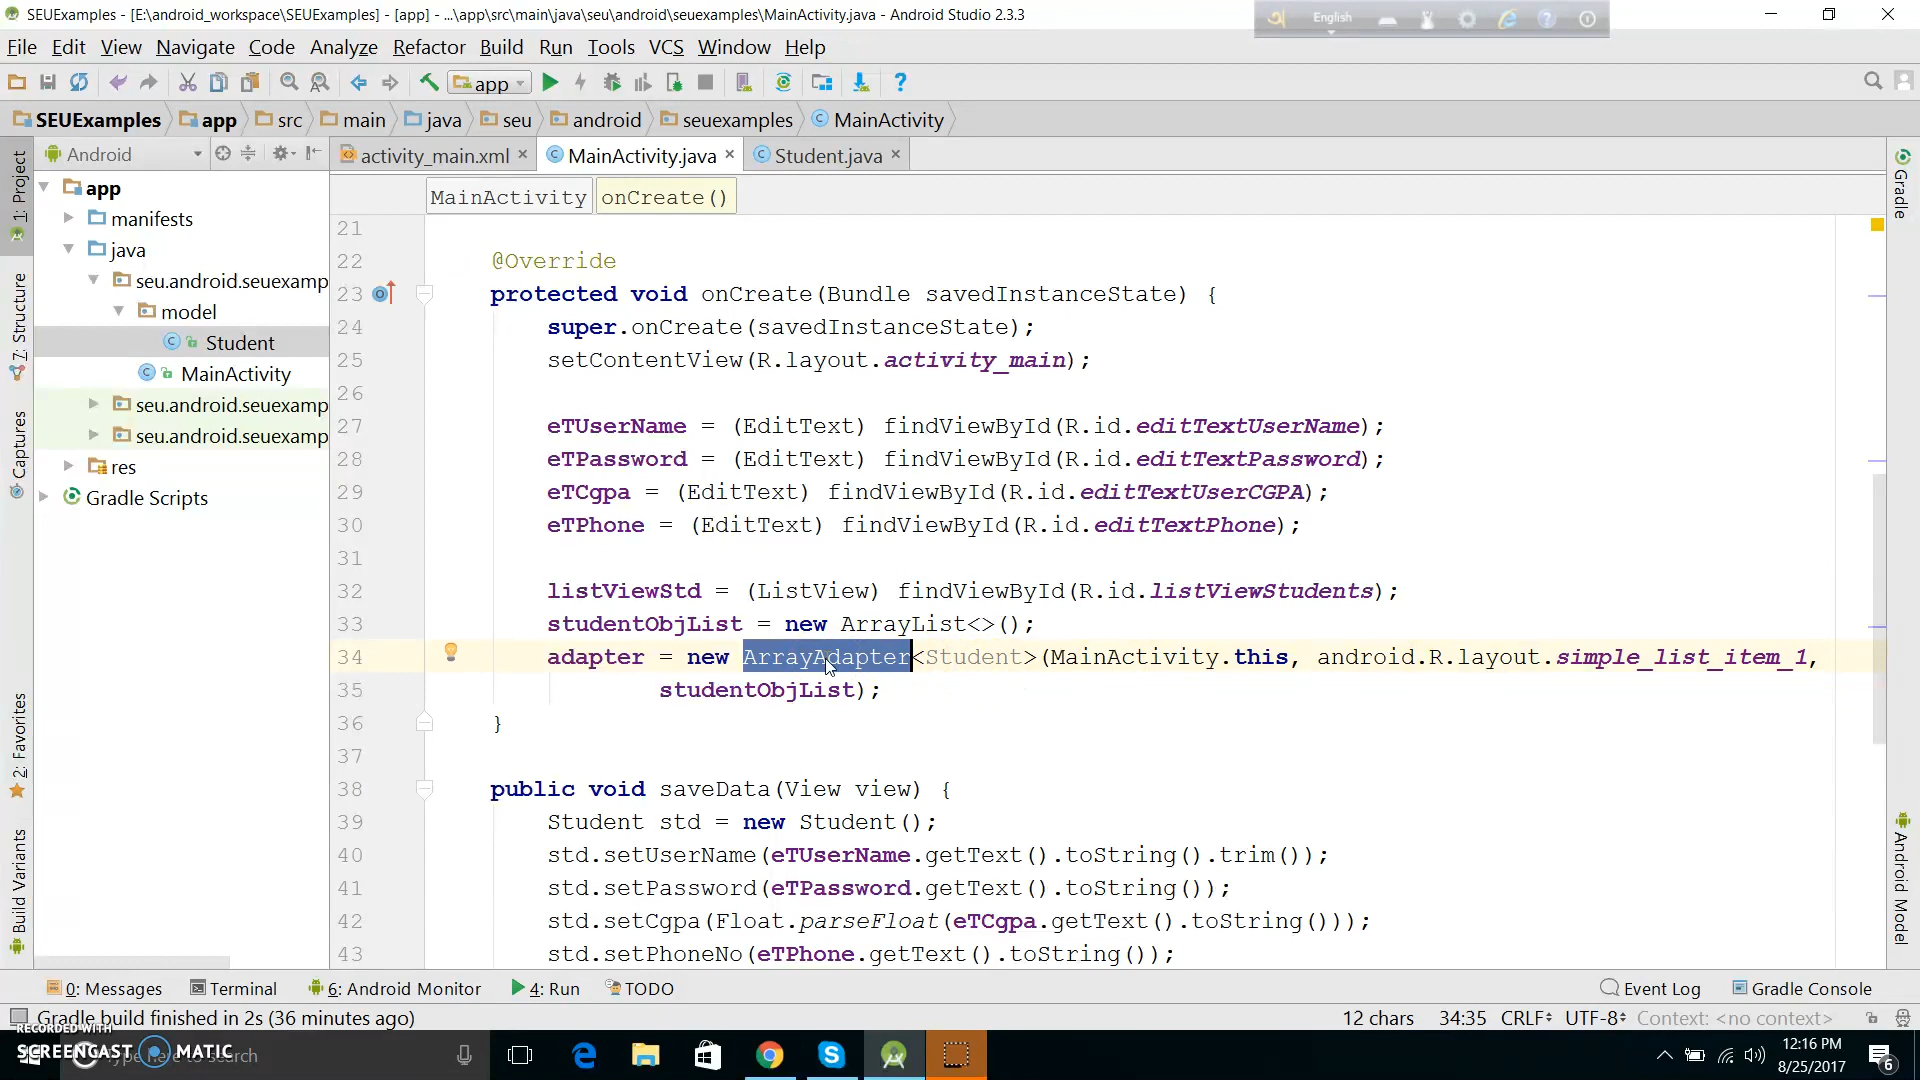 SEUExamples - [E:\android_workspace\SEUExamples] - [app] - ...\app\src\main\java\seu\android\seuexamples\MainActivity.java - Android Studio 2.3.3
English
File Edit View Navigate Code Analyze Refactor Build Run Tools VCS Window Help
app
SEUExamples app src main java seu android seuexamples MainActivity
Android
activity_main.xml MainActivity.java Student.java
MainActivity onCreate()
1: Project
7: Structure
Captures
2: Favorites
Build Variants
Gradle
Android Model
app
manifests
java
seu.android.seuexamp
model
Student
MainActivity
seu.android.seuexamp
seu.android.seuexamp
res
Gradle Scripts
21
22 @Override
23 protected void onCreate(Bundle savedInstanceState) {
24 super.onCreate(savedInstanceState);
25 setContentView(R.layout.activity_main);
26
27 eTUserName = (EditText) findViewById(R.id.editTextUserName);
28 eTPassword = (EditText) findViewById(R.id.editTextPassword);
29 eTCgpa = (EditText) findViewById(R.id.editTextUserCGPA);
30 eTPhone = (EditText) findViewById(R.id.editTextPhone);
31
32 listViewStd = (ListView) findViewById(R.id.listViewStudents);
33 studentObjList = new ArrayList<>();
34 adapter = new ArrayAdapter<Student>(MainActivity.this, android.R.layout.simple_list_item_1,
35 studentObjList);
36 }
37
38 public void saveData(View view) {
39 Student std = new Student();
40 std.setUserName(eTUserName.getText().toString().trim());
41 std.setPassword(eTPassword.getText().toString());
42 std.setCgpa(Float.parseFloat(eTCgpa.getText().toString()));
43 std.setPhoneNo(eTPhone.getText().toString());
0: Messages Terminal 6: Android Monitor 4: Run TODO Event Log Gradle Console
Gradle build finished in 2s (36 minutes ago) 12 chars 34:35 CRLF UTF-8 Context: <no context>
RECORDED WITH
SCREENCAST MATIC
search
12:16 PM
8/25/2017
6